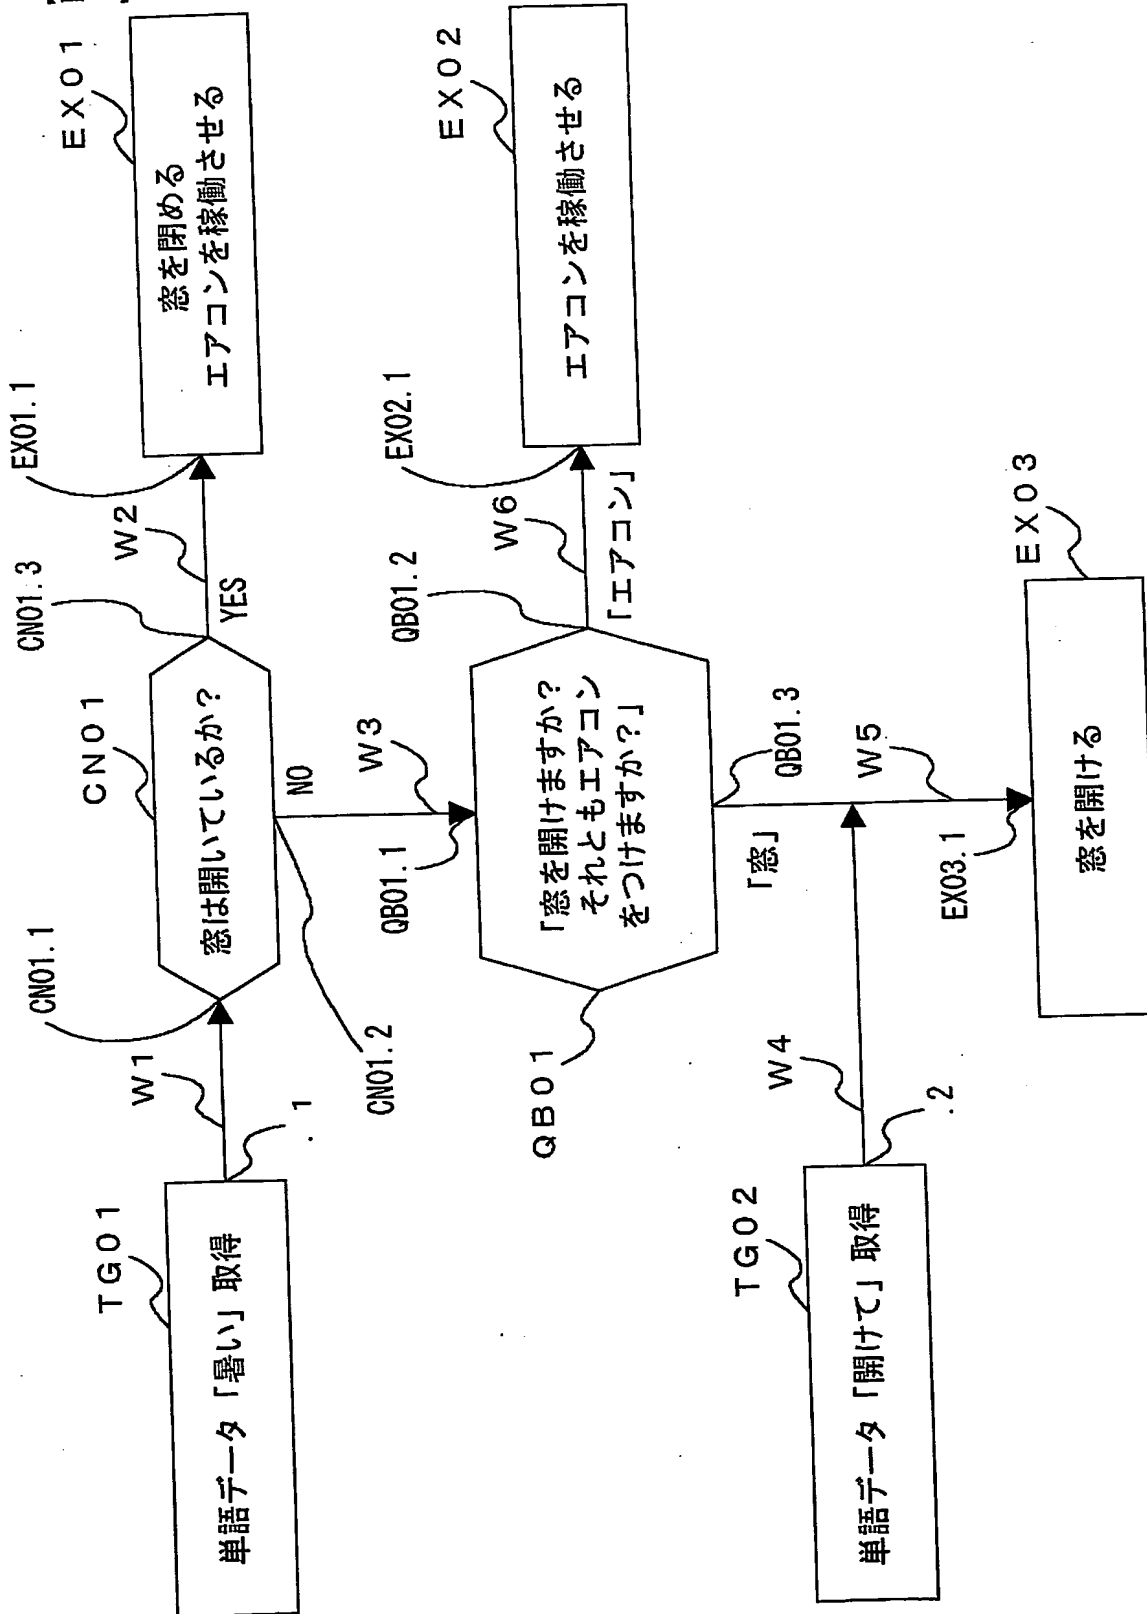 EX01
窓を閉める
エアコンを稼働させる
EX01.1
W2
CN01.3
YES
CN01
窓は開いているか?
CN01.1
W1
.1
TG01
単語データ「暑い」取得
NO
W3
CN01.2
QB01.1
EX02
エアコンを稼働させる
EX02.1
W6
「エアコン」
QB01.2
「窓を開けますか?
それともエアコン
をつけますか?」
QB01
QB01.3
「窓」
W5
W4
.2
TG02
単語データ「開けて」取得
EX03.1
EX03
窓を開ける